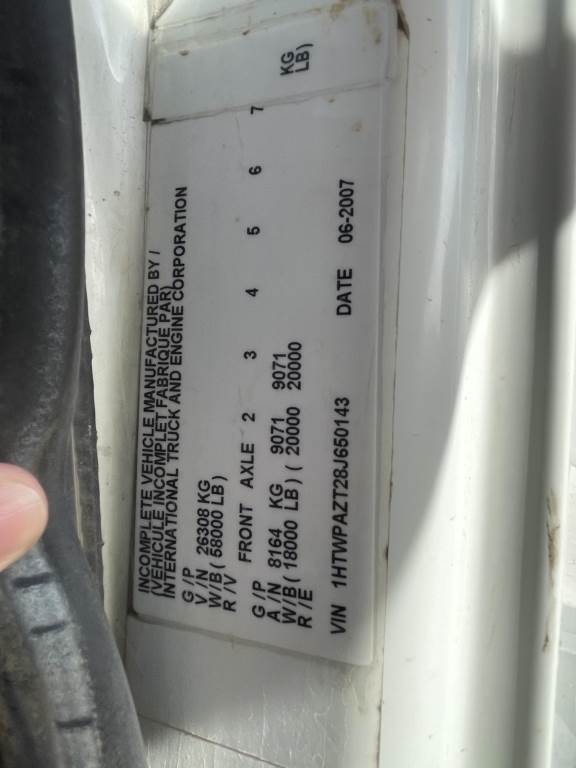 INCOMPLETE VEHICLE MANUFACTURED BY /
(VEHICULE INCOMPLET FABRIQUE PAR)
INTERNATIONAL TRUCK AND ENGINE CORPORATION
G /P
V/N 26308 KG
W/B( 58000 LB)
R /V
FRONT AXLE 2 3 4 5 6 7
G /P
A /N 8164 KG 9071 9071 KG
W/B( 18000 LB) ( 20000 20000 LB)
R /E
VIN 1HTWPAZT28J650143 DATE 06-2007